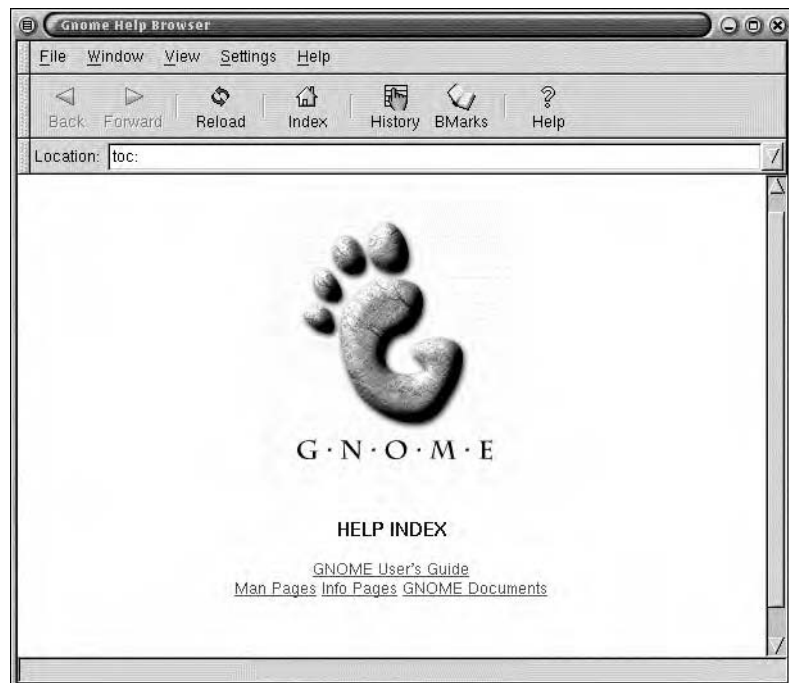 Gnome Help Browser
File Window View Settings Help
Back Forward Reload Index History BMarks Help
Location: toc:
G·N·O·M·E
HELP INDEX
GNOME User's Guide
Man Pages Info Pages GNOME Documents